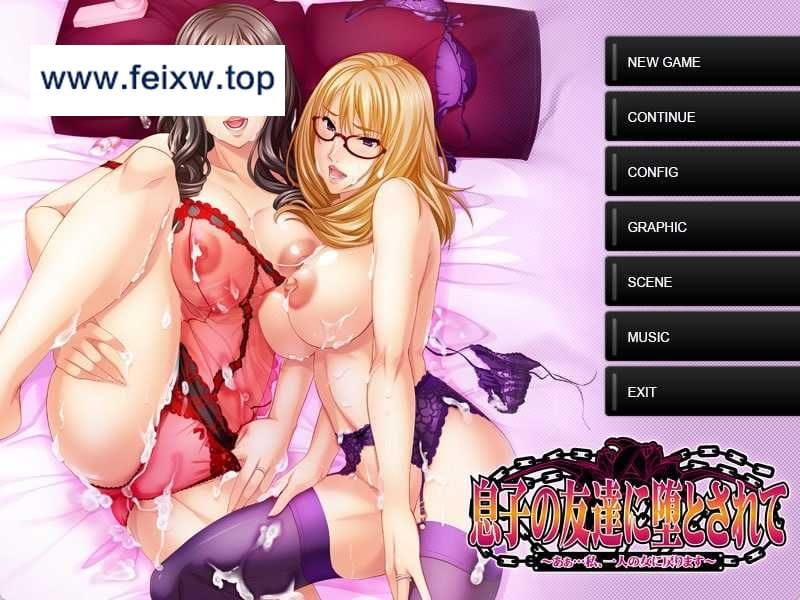 www.feixw.top
NEW GAME
CONTINUE
CONFIG
GRAPHIC
SCENE
MUSIC
EXIT
息子の友達に堕とされて
～あぁ…私、一人の女に戻ります～